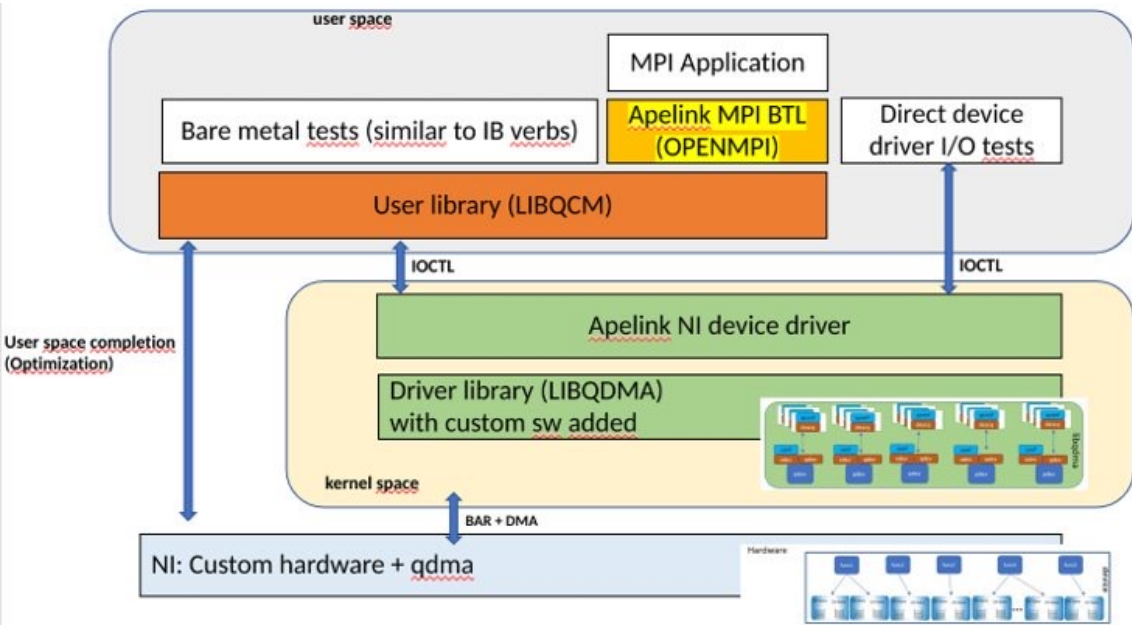 user space
MPI Application
Bare metal tests (similar to IB verbs)
Apelink MPI BTL
(OPENMPI)
Direct device
driver I/O tests
User library (LIBQCM)
IOCTL
IOCTL
User space completion
(Optimization)
Apelink NI device driver
Driver library (LIBQDMA)
with custom sw added
libqdma
kernel space
BAR + DMA
NI: Custom hardware + qdma
Hardware
device